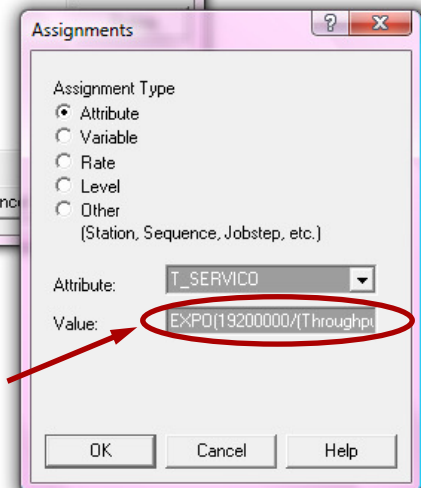 Assignments
Assignment Type
Attribute
Variable
Rate
Level
Other
(Station, Sequence, Jobstep, etc.)
Attribute: T_SERVICO
Value: EXPO(19200000/(Throughpu
OK Cancel Help